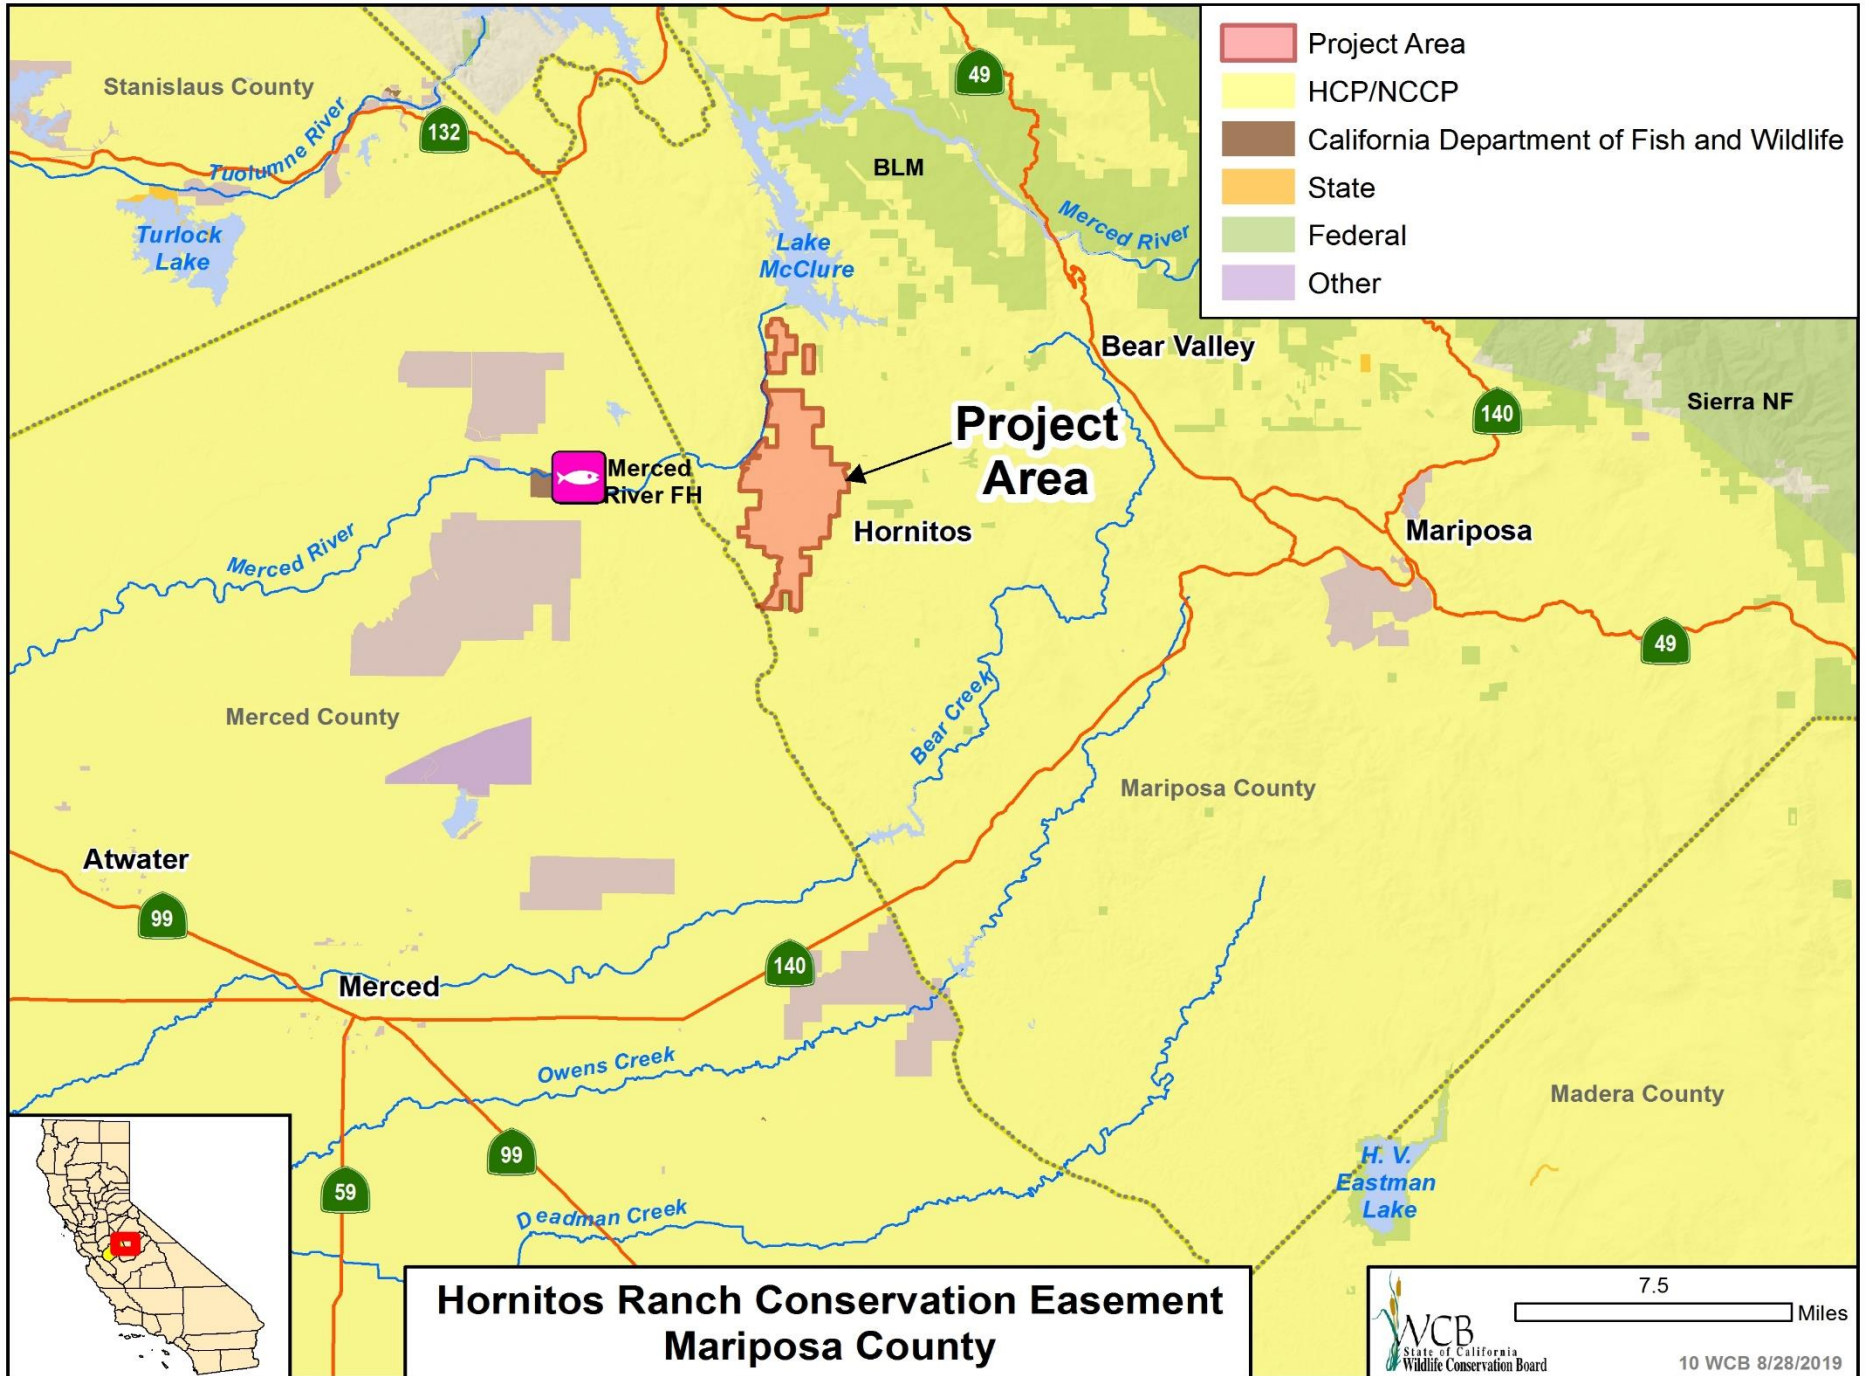 Project Area
HCP/NCCP
California Department of Fish and Wildlife
State
Federal
Other
Stanislaus County
Tuolumne River
132
49
BLM
Merced River
Turlock
Lake
Lake
McClure
Bear Valley
Sierra NF
140
Project
Area
Merced
River FH
Hornitos
Mariposa
Merced River
49
Bear Creek
Merced County
Mariposa County
Atwater
99
140
Merced
Owens Creek
Madera County
99
59
H. V.
Eastman
Lake
Deadman Creek
Hornitos Ranch Conservation Easement
Mariposa County
7.5
Miles
WCB
State of California
Wildlife Conservation Board
10 WCB 8/28/2019